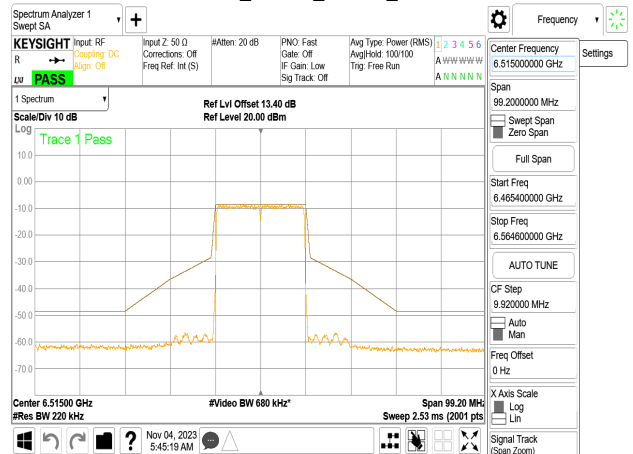 Spectrum Analyzer 1
Swept SA
Frequency
KEYSIGHT
R
LNI
PASS
Input: RF
Coupling: DC
Align: Off
Input Z: 50 Ω
Corrections: Off
Freq Ref: Int (S)
#Atten: 20 dB
PNO: Fast
Gate: Off
IF Gain: Low
Sig Track: Off
Avg Type: Power (RMS)
Avg|Hold: 100/100
Trig: Free Run
1 2 3 4 5 6
A W W W W W
A N N N N N
1 Spectrum
Scale/Div 10 dB
Ref Lvl Offset 13.40 dB
Ref Level 20.00 dBm
Log
Trace 1 Pass
10.0
0.00
-10.0
-20.0
-30.0
-40.0
-50.0
-60.0
-70.0
Center 6.51500 GHz
#Res BW 220 kHz
#Video BW 680 kHz*
Span 99.20 MHz
Sweep 2.53 ms (2001 pts
Nov 04, 2023
5:45:19 AM
Center Frequency
6.515000000 GHz
Settings
Span
99.2000000 MHz
Swept Span
Zero Span
Full Span
Start Freq
6.465400000 GHz
Stop Freq
6.564600000 GHz
AUTO TUNE
CF Step
9.920000 MHz
Auto
Man
Freq Offset
0 Hz
X Axis Scale
Log
Lin
Signal Track
(Span Zoom)